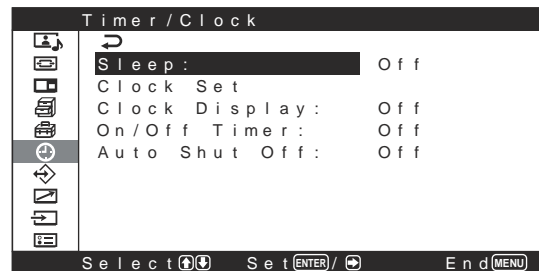 Timer/Clock
Sleep: Off
Clock Set
Clock Display: Off
On/Off Timer: Off
Auto Shut Off: Off
Select Set ENTER / End MENU